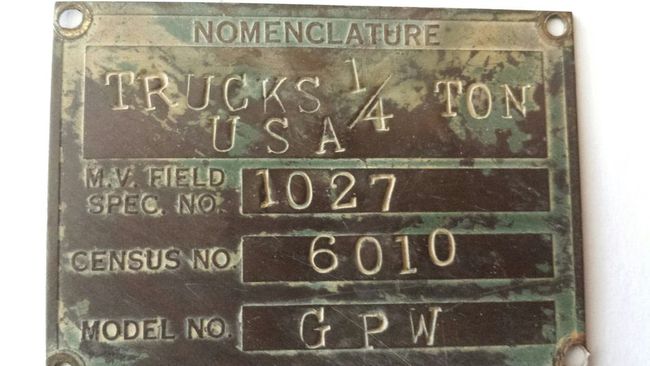 NOMENCLATURE
TRUCKS 1/4 TON
USA
M.V. FIELD
SPEC. NO. 1027
CENSUS NO. 6010
MODEL NO. GPW